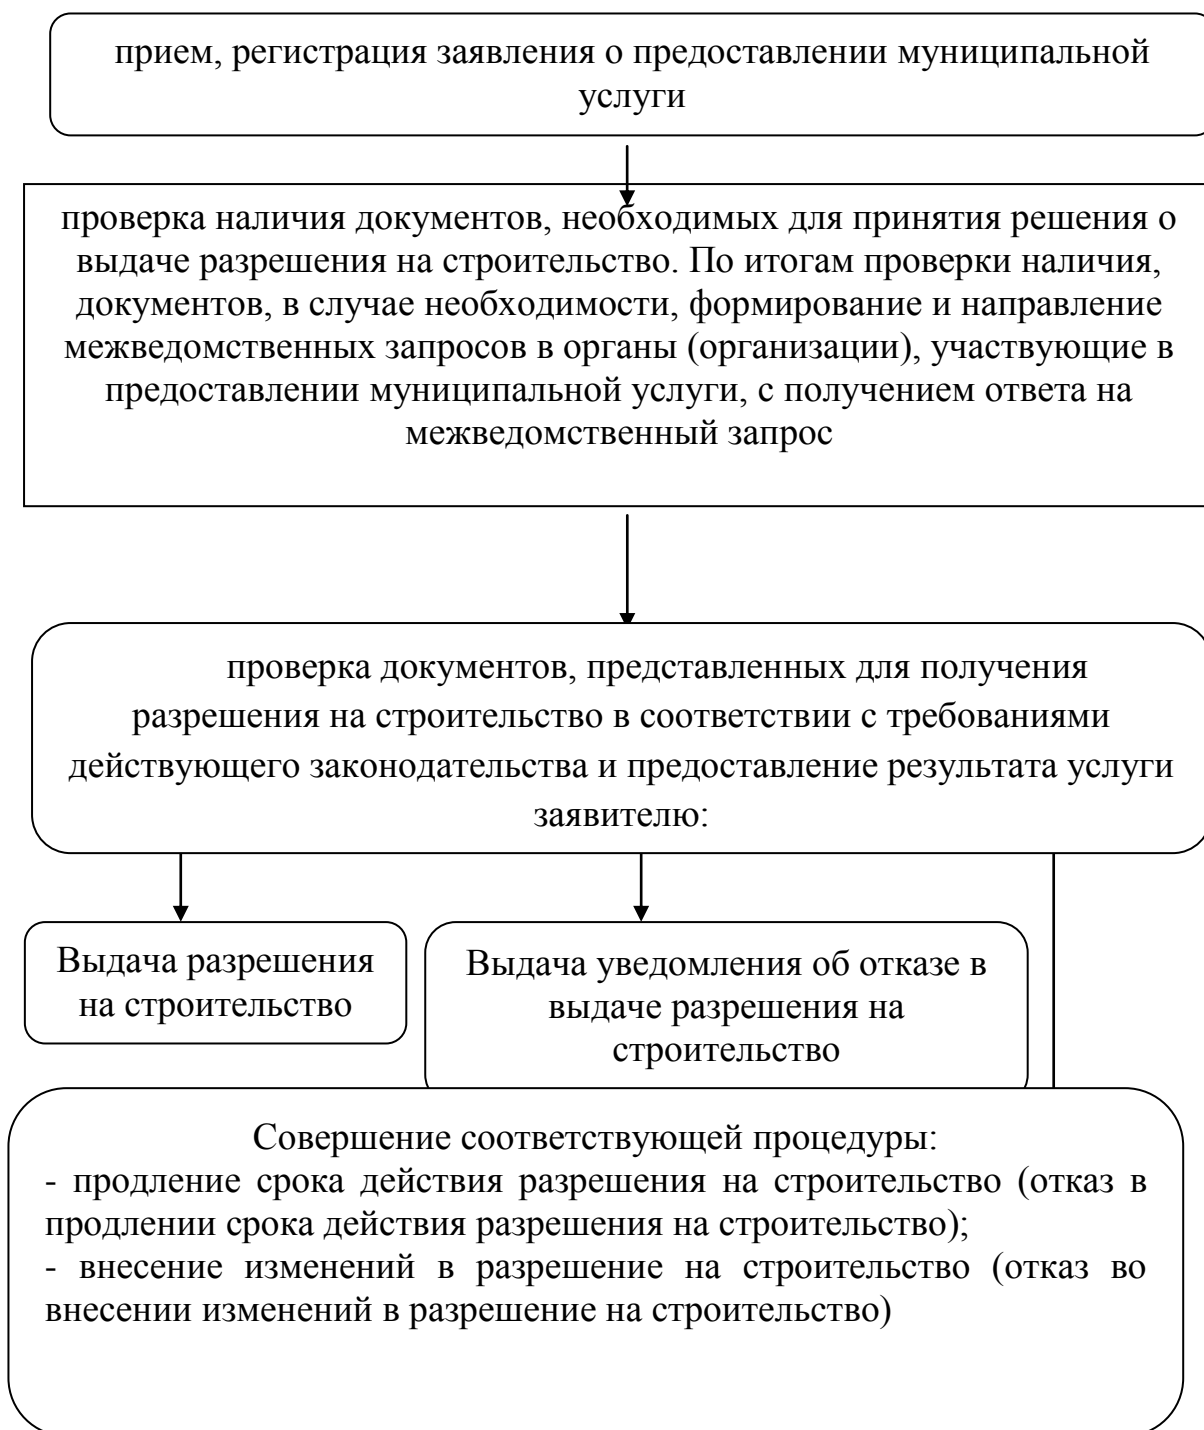 прием, регистрация заявления о предоставлении муниципальной
услуги
проверка наличия документов, необходимых для принятия решения о
выдаче разрешения на строительство. По итогам проверки наличия,
документов, в случае необходимости, формирование и направление
межведомственных запросов в органы (организации), участвующие в
предоставлении муниципальной услуги, с получением ответа на
межведомственный запрос
проверка документов, представленных для получения
разрешения на строительство в соответствии с требованиями
действующего законодательства и предоставление результата услуги
заявителю:
Выдача разрешения
на строительство
Выдача уведомления об отказе в
выдаче разрешения на
строительство
Совершение соответствующей процедуры:
- продление срока действия разрешения на строительство (отказ в
продлении срока действия разрешения на строительство);
- внесение изменений в разрешение на строительство (отказ во
внесении изменений в разрешение на строительство)